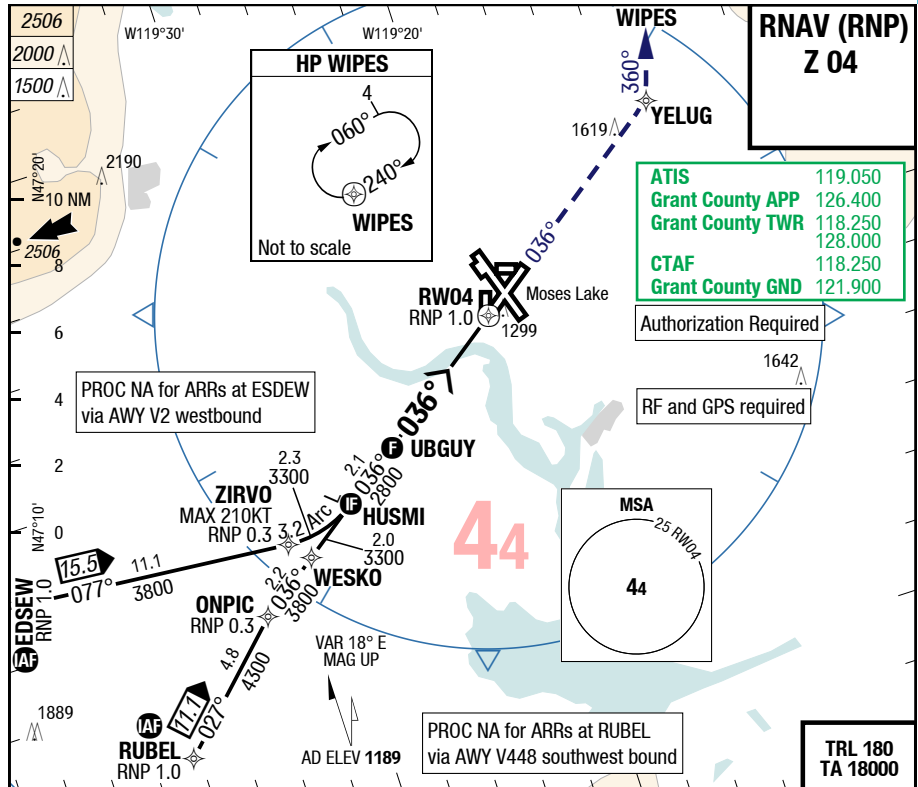 2506
2000
1500
W119°30'
W119°20'
WIPES
RNAV (RNP)
Z 04
HP WIPES
4
060°
240°
WIPES
Not to scale
360°
YELUG
1619
2190
N47°20'
10 NM
2506
8
6
4
2
0
N47°10'
ATIS 119.050
Grant County APP 126.400
Grant County TWR 118.250
128.000
CTAF 118.250
Grant County GND 121.900
036°
RW04
RNP 1.0
Moses Lake
1299
Authorization Required
1642
RF and GPS required
PROC NA for ARRs at ESDEW
via AWY V2 westbound
036°
F UBGUY
2.1
036°
2800
2.3
3300
ZIRVO
MAX 210KT
RNP 0.3
3.2 Arc L
IF
HUSMI
2.0
3300
WESKO
44
MSA
25 RW04
44
15.5
077°
11.1
3800
EDSEW
RNP 1.0
IAF
2.2
036°
3800
ONPIC
RNP 0.3
4.8
4300
11.1
027°
VAR 18° E
MAG UP
AD ELEV 1189
1889
IAF
RUBEL
RNP 1.0
PROC NA for ARRs at RUBEL
via AWY V448 southwest bound
TRL 180
TA 18000